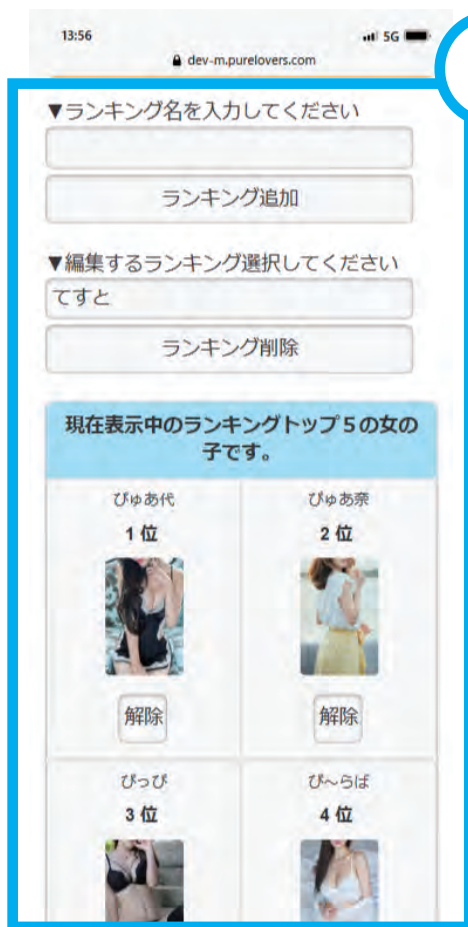 13:56
5G
dev-m.purelovers.com
▼ランキング名を入力してください
ランキング追加
▼編集するランキング選択してください
てすと
ランキング削除
現在表示中のランキングトップ5の女の
子です。
ぴゅあ代
ぴゅあ奈
1 位
2 位
解除
解除
ぴっぴ
ぴ～らば
3 位
4 位